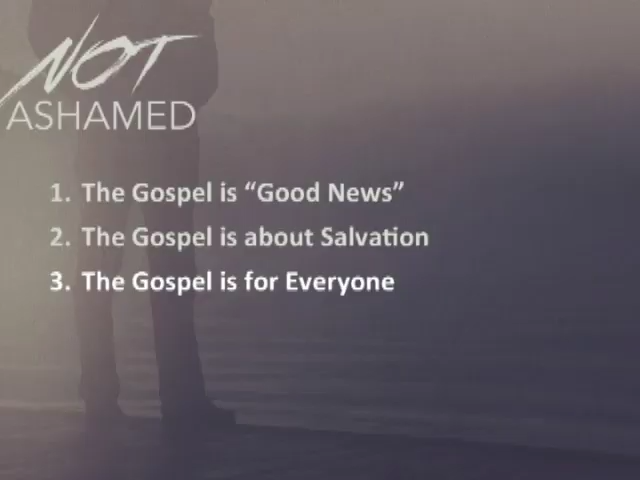 NOT
ASHAMED
1. The Gospel is “Good News”
2. The Gospel is about Salvation
3. The Gospel is for Everyone